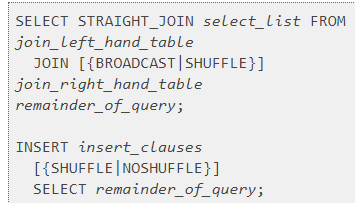 SELECT STRAIGHT_JOIN select_list FROM
join_left_hand_table
JOIN [{BROADCAST|SHUFFLE}]
join_right_hand_table
remainder_of_query;
INSERT insert_clauses
[{SHUFFLE|NOSHUFFLE}]
SELECT remainder_of_query;